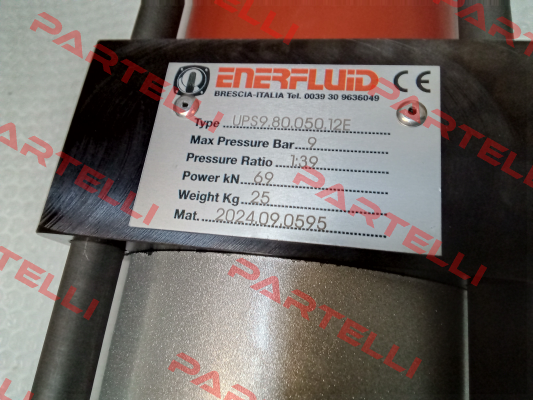 ENERFLUID CE
BRESCIA-ITALIA Tel. 0039 30 9636049
Type UPS9.80.050.12E
Max Pressure Bar 9
Pressure Ratio 1:39
Power kN 69
Weight Kg 25
Mat. 2024.09.0595
PARTELLI
PARTELLI
PARTELLI
PARTELLI
PARTELLI
PARTELLI